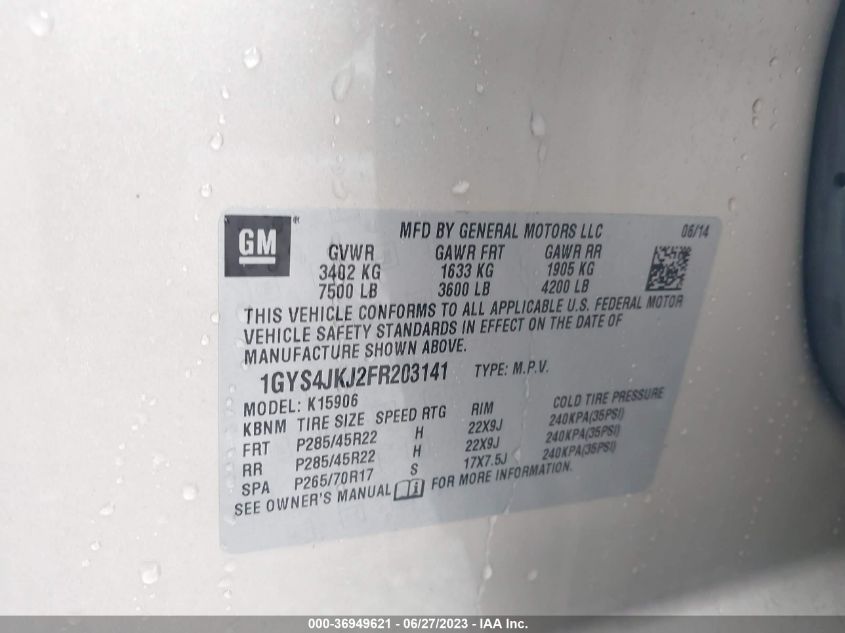 GM® MFD BY GENERAL MOTORS LLC 06/14
GVWR GAWR FRT GAWR RR
3402 KG 1633 KG 1905 KG
7500 LB 3600 LB 4200 LB
THIS VEHICLE CONFORMS TO ALL APPLICABLE U.S. FEDERAL MOTOR
VEHICLE SAFETY STANDARDS IN EFFECT ON THE DATE OF
MANUFACTURE SHOWN ABOVE.
1GYS4JKJ2FR203141 TYPE: M.P.V.
MODEL: K15906
KBNM TIRE SIZE SPEED RTG RIM COLD TIRE PRESSURE
FRT P285/45R22 H 22X9J 240KPA(35PSI)
RR P285/45R22 H 22X9J 240KPA(35PSI)
SPA P265/70R17 S 17X7.5J 240KPA(35PSI)
SEE OWNER'S MANUAL i FOR MORE INFORMATION.
000-36949621 - 06/27/2023 - IAA Inc.